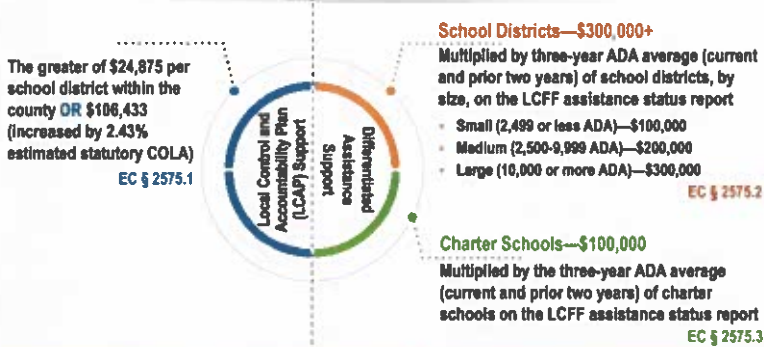 The greater of $24,875 per
school district within the
county OR $106,433
(increased by 2.43%
estimated statutory COLA)
EC § 2575.1
Local Control and
Accountability Plan
(LCAP) Support
Differentiated
Assistance
Support
School Districts—$300,000+
Multiplied by three-year ADA average (current
and prior two years) of school districts, by
size, on the LCFF assistance status report
Small (2,499 or less ADA)—$100,000
Medium (2,500-9,999 ADA)—$200,000
Large (10,000 or more ADA)—$300,000
EC § 2575.2
Charter Schools—$100,000
Multiplied by the three-year ADA average
(current and prior two years) of charter
schools on the LCFF assistance status report
EC § 2575.3